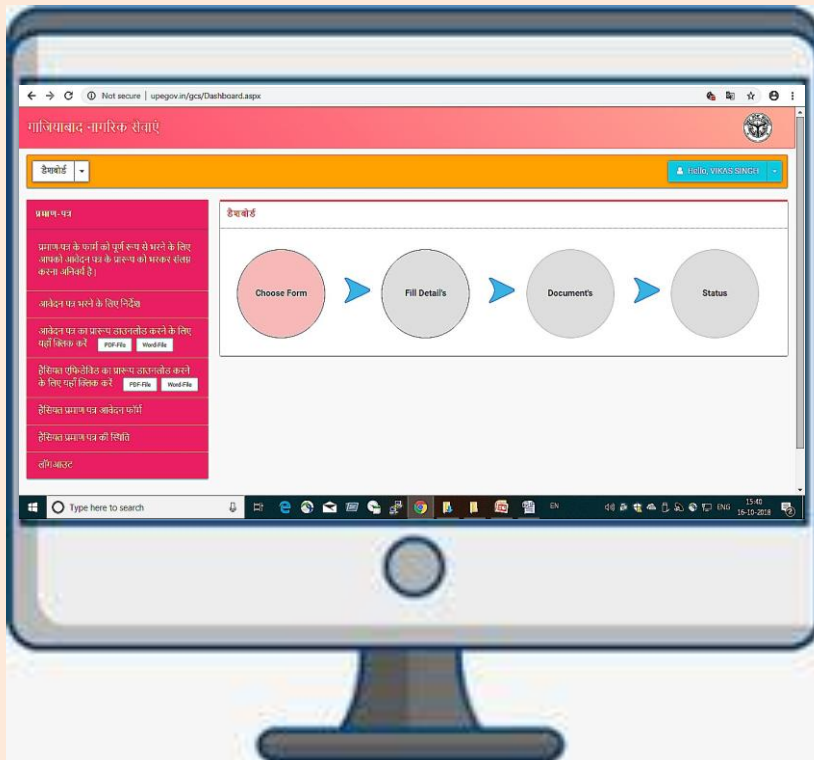 Not secure | upegov.in/gcs/Dashboard.aspx
गाजियाबाद नागरिक सेवाएं
डैशबोर्ड
Hello, VIKAS SINGH
प्रमाण-पत्र
प्रमाण-पत्र के फार्म को पूर्ण रूप से भरने के लिए
आपको आवेदन पत्र के प्रारूप को भरकर संलग्न
करना अनिवार्य है।
आवेदन पत्र भरने के लिए निर्देश
आवेदन पत्र का प्रारूप डाउनलोड करने के लिए
यहाँ क्लिक करें PDF-File Word-File
हैसियत एफिडेविड का प्रारूप डाउनलोड करने
के लिए यहाँ क्लिक करें PDF-File Word-File
हैसियत प्रमाण पत्र आवेदन फॉर्म
हैसियत प्रमाण पत्र की स्थिति
लॉगआउट
डैशबोर्ड
Choose Form
Fill Detail's
Document's
Status
Type here to search
EN
ENG
15:40
16-10-2018